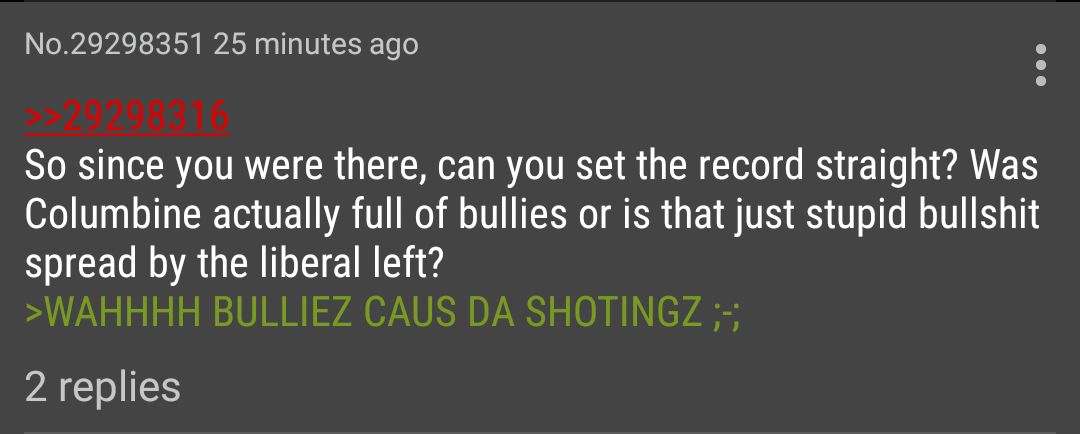 No.29298351 25 minutes ago
>>29298316
So since you were there, can you set the record straight? Was
Columbine actually full of bullies or is that just stupid bullshit
spread by the liberal left?
>WAHHHH BULLIEZ CAUS DA SHOTINGZ ;-;
2 replies